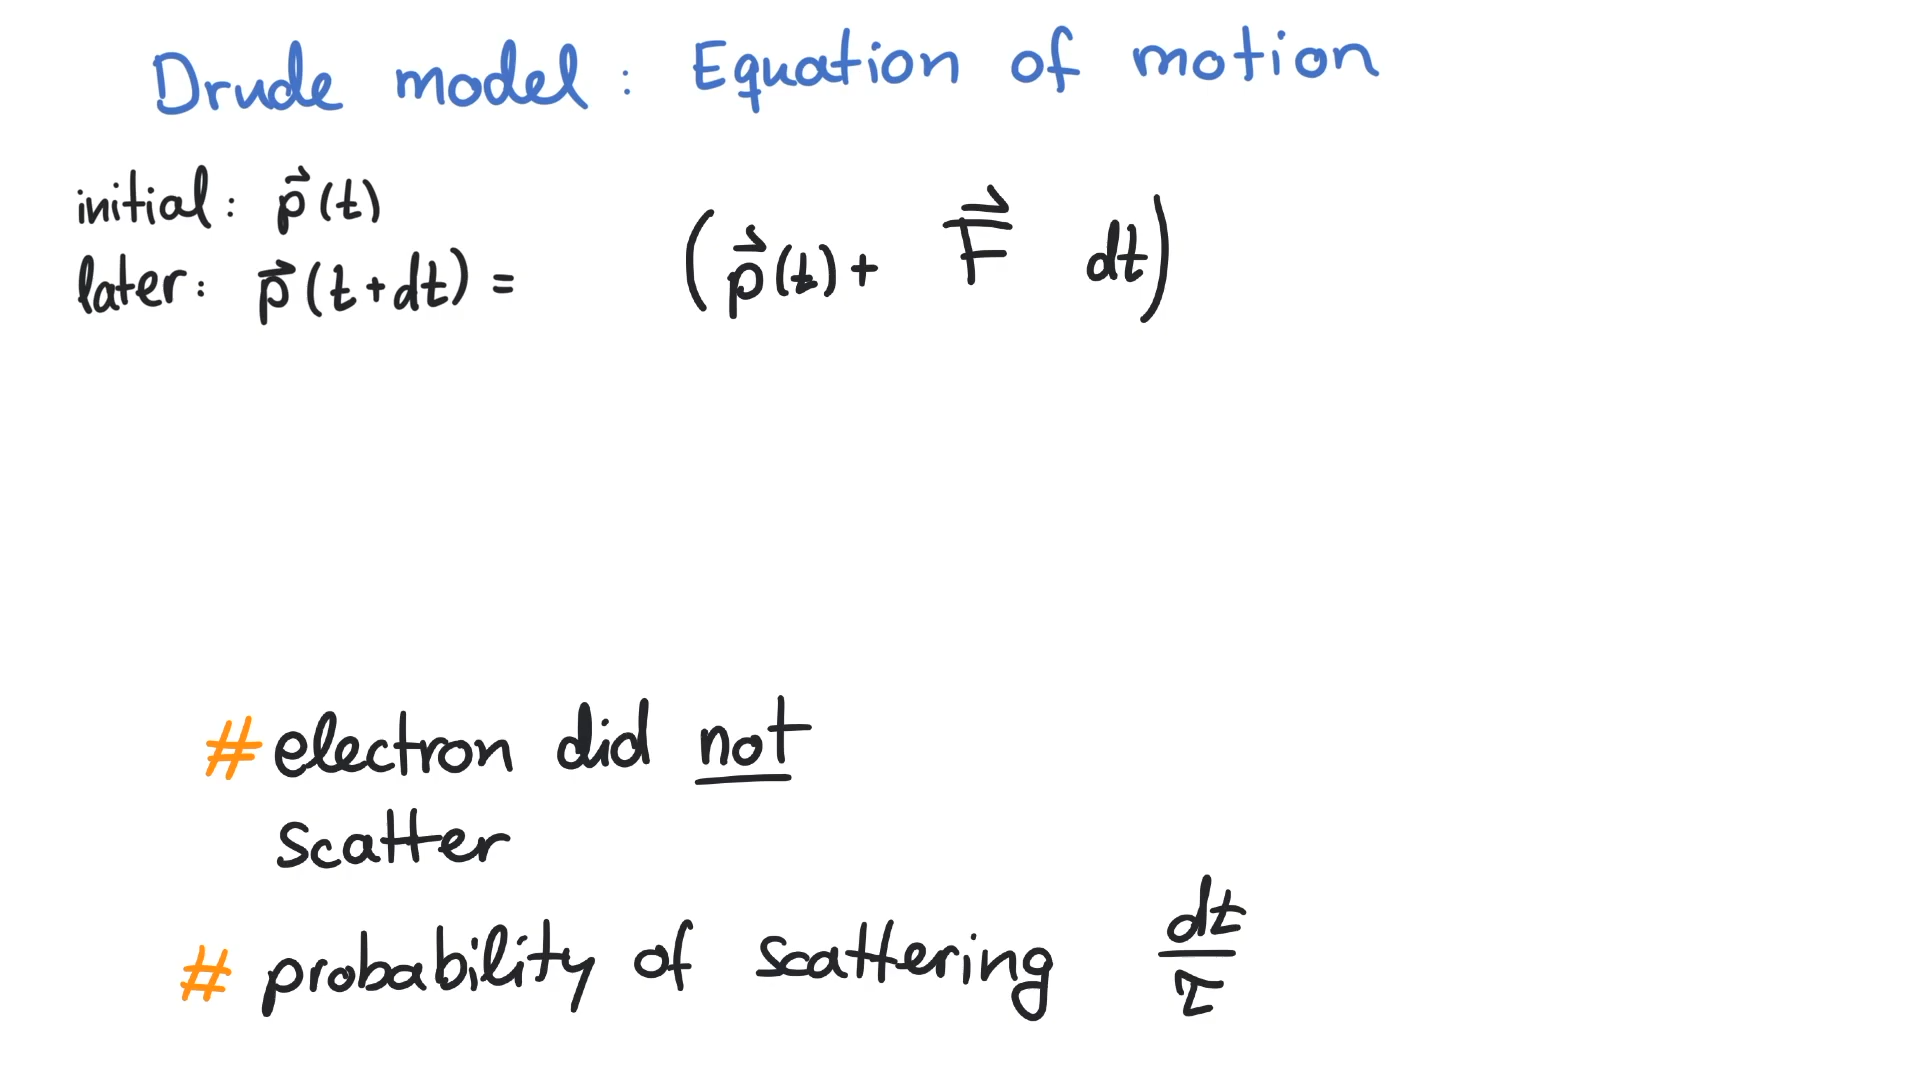 Drude model: Equation of motion
initial: p⃗(t)
later: p⃗(t+dt) = (p⃗(t) + F⃗ dt)
# electron did not
scatter
# probability of scattering dt/τ